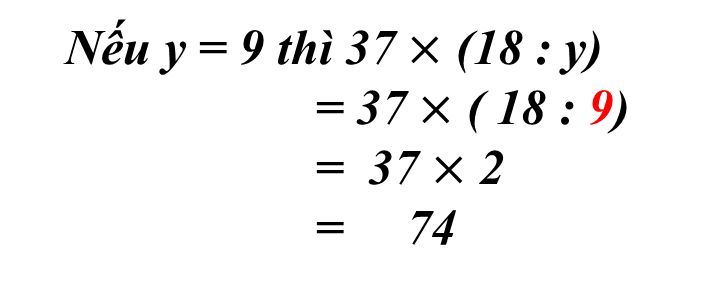 Nếu y = 9 thì 37 × (18 : y)
= 37 × ( 18 : 9)
= 37 × 2
= 74